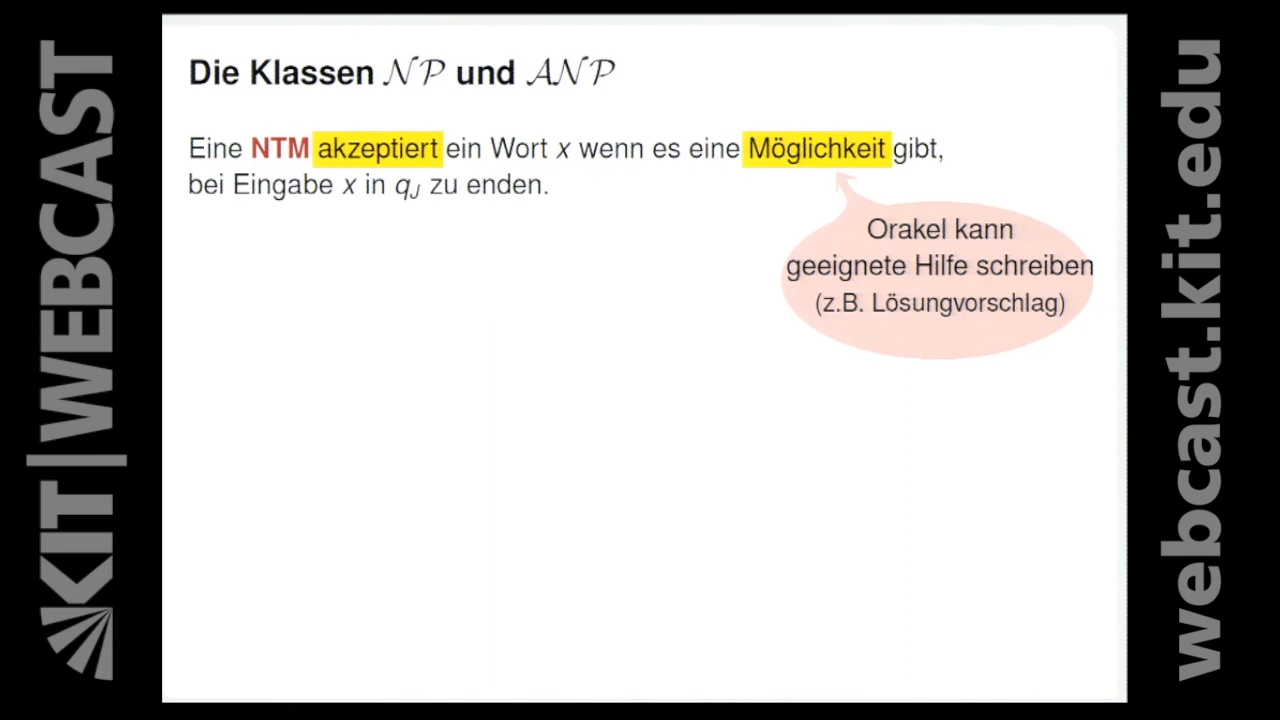 KIT|WEBCAST
Die Klassen 𝒩𝒫 und 𝒜𝒩𝒫
Eine NTM akzeptiert ein Wort x wenn es eine Möglichkeit gibt,
bei Eingabe x in q_J zu enden.
Orakel kann
geeignete Hilfe schreiben
(z.B. Lösungvorschlag)
webcast.kit.edu